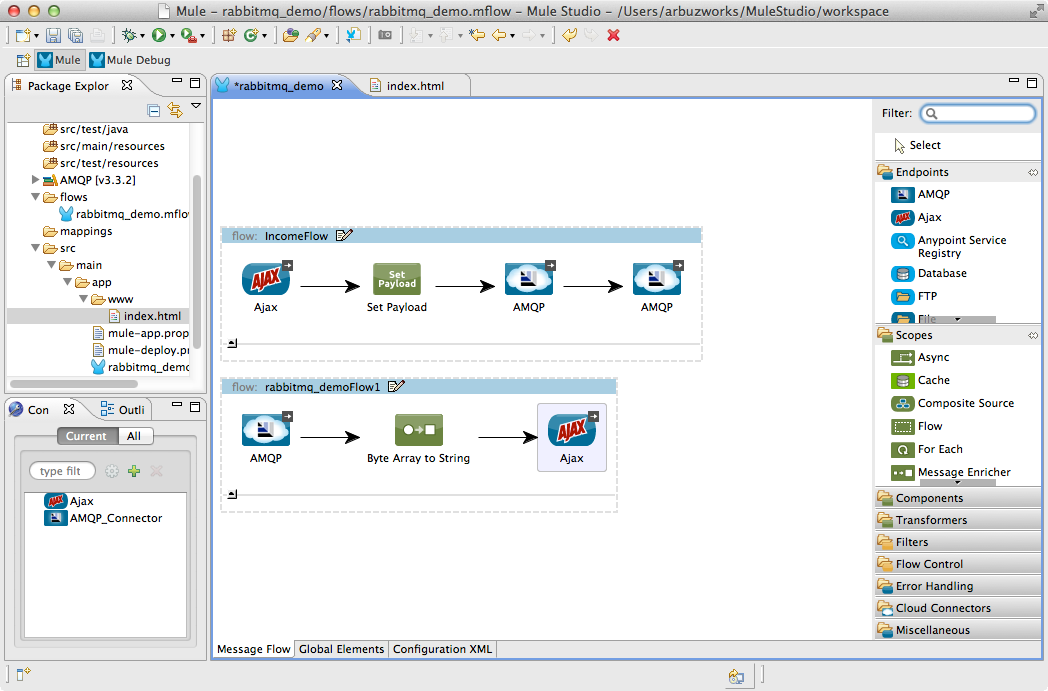 Mule – rabbitmq_demo/flows/rabbitmq_demo.mflow – Mule Studio – /Users/arbuzworks/MuleStudio/workspace
Mule
Mule Debug
Package Explor
src/test/java
src/main/resources
src/test/resources
AMQP [v3.3.2]
flows
rabbitmq_demo.mflo
mappings
src
main
app
www
index.html
mule-app.prop
mule-deploy.pr
rabbitmq_demo
Con
Outli
Current
All
type filt
Ajax
AMQP_Connector
*rabbitmq_demo
index.html
flow: IncomeFlow
AJAX
Set
Payload
Ajax
Set Payload
AMQP
AMQP
flow: rabbitmq_demoFlow1
AJAX
AMQP
Byte Array to String
Ajax
Message Flow
Global Elements
Configuration XML
Filter:
Select
Endpoints
AMQP
Ajax
Anypoint Service
Registry
Database
FTP
File
Scopes
Async
Cache
Composite Source
Flow
For Each
Message Enricher
Components
Transformers
Filters
Flow Control
Error Handling
Cloud Connectors
Miscellaneous